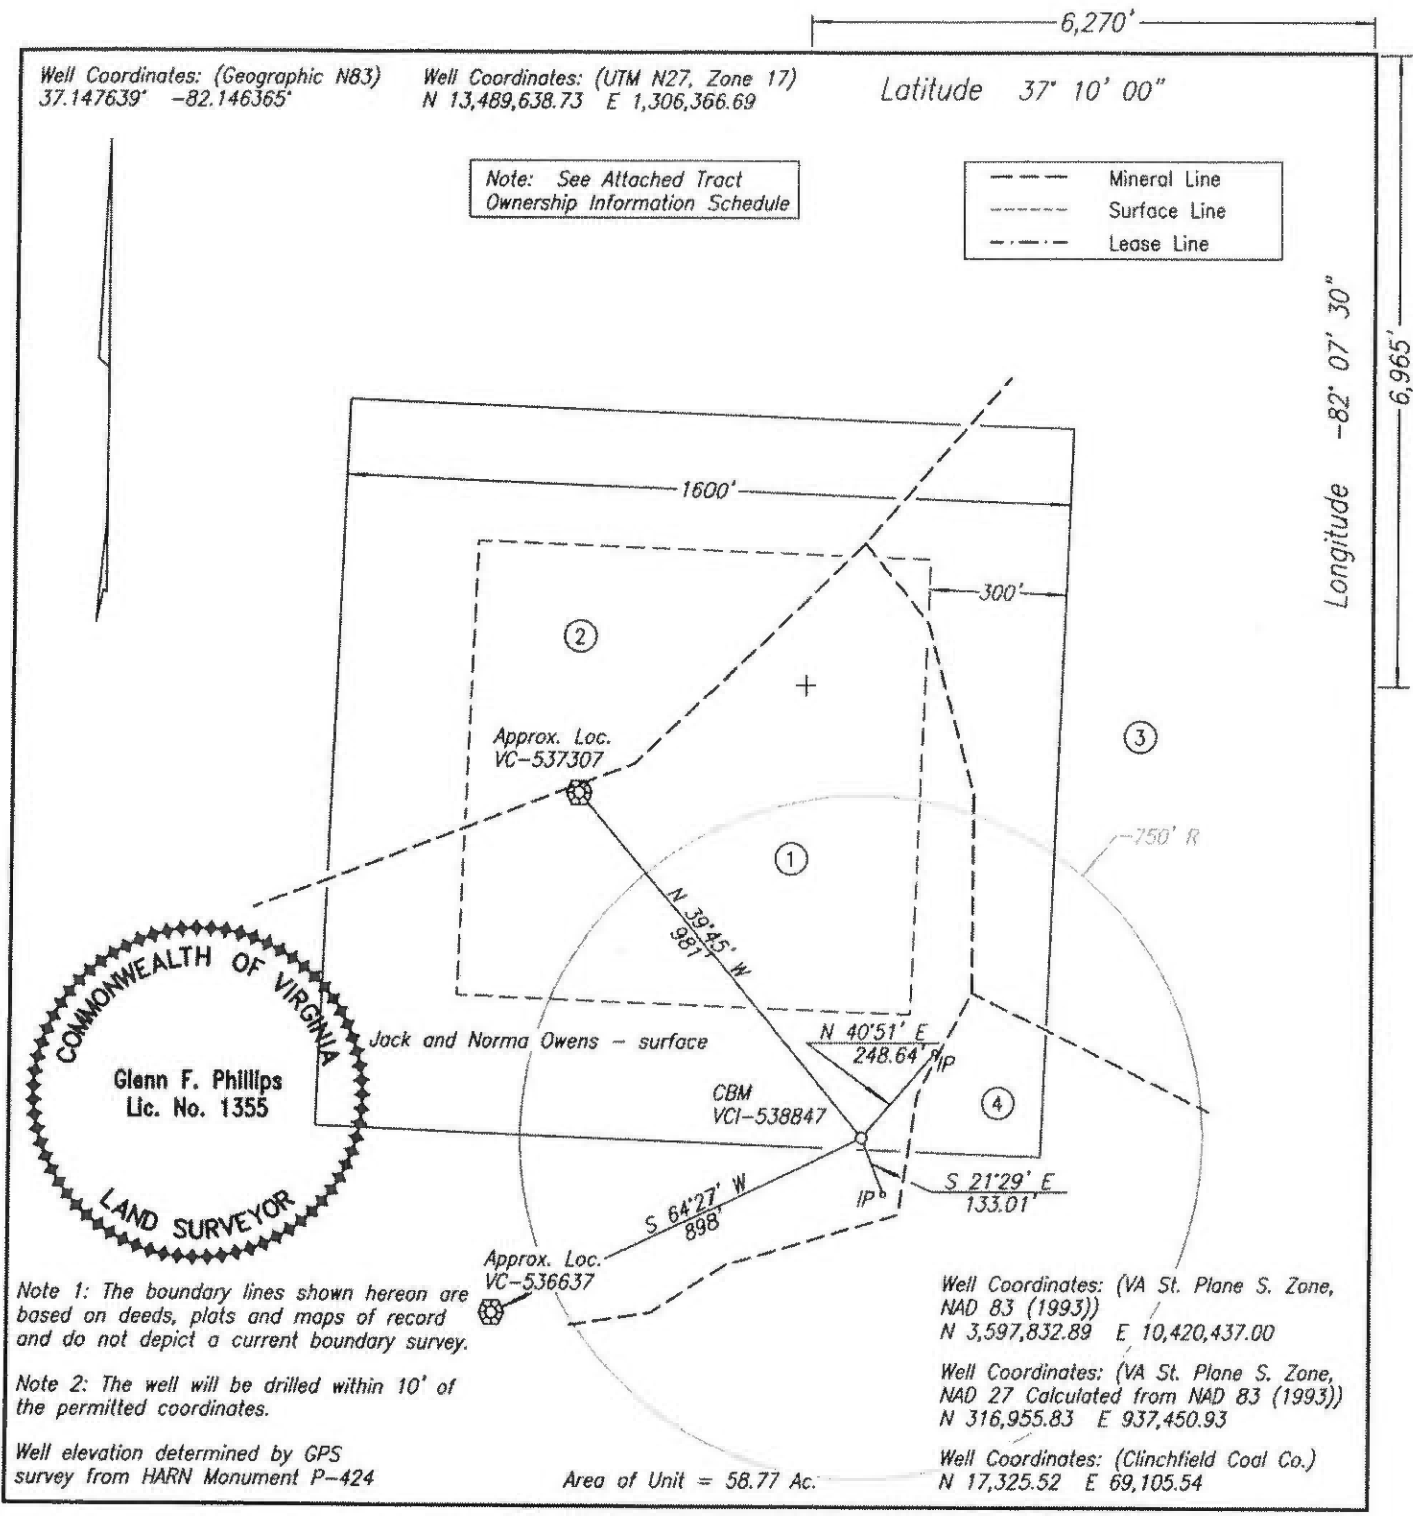 6,270'
Well Coordinates: (Geographic N83)
37.147639° -82.146365°
Well Coordinates: (UTM N27, Zone 17)
N 13,489,638.73 E 1,306,366.69
Latitude 37° 10' 00"
Note: See Attached Tract
Ownership Information Schedule
Mineral Line
Surface Line
Lease Line
Longitude -82° 07' 30"
6,965'
1600'
300'
2
Approx. Loc.
VC-537307
3
1
750' R
N 39°45' W
981'
COMMONWEALTH OF VIRGINIA
Glenn F. Phillips
Lic. No. 1355
LAND SURVEYOR
Jack and Norma Owens - surface
N 40°51' E
248.64'
IP
CBM
VCI-538847
4
S 21°29' E
133.01'
IP
S 64°27' W
898'
Approx. Loc.
VC-536637
Note 1: The boundary lines shown hereon are
based on deeds, plats and maps of record
and do not depict a current boundary survey.
Note 2: The well will be drilled within 10' of
the permitted coordinates.
Well elevation determined by GPS
survey from HARN Monument P-424
Area of Unit = 58.77 Ac.
Well Coordinates: (VA St. Plane S. Zone,
NAD 83 (1993))
N 3,597,832.89 E 10,420,437.00
Well Coordinates: (VA St. Plane S. Zone,
NAD 27 Calculated from NAD 83 (1993))
N 316,955.83 E 937,450.93
Well Coordinates: (Clinchfield Coal Co.)
N 17,325.52 E 69,105.54